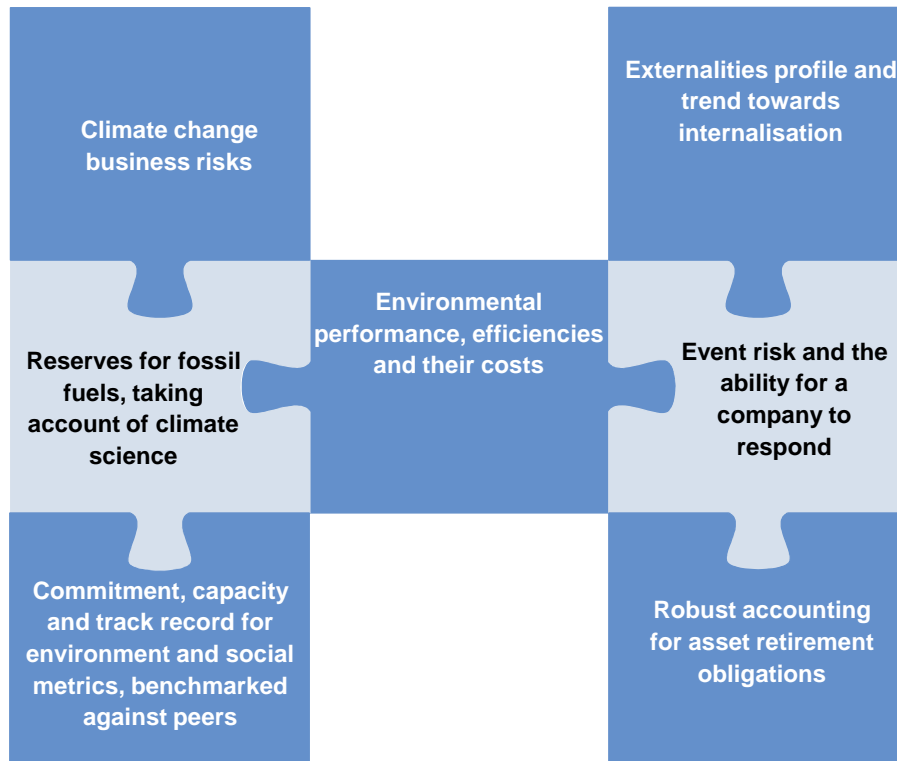 Climate change
business risks
Externalities profile and
trend towards
internalisation
Reserves for fossil
fuels, taking
account of climate
science
Environmental
performance, efficiencies
and their costs
Event risk and the
ability for a
company to
respond
Commitment, capacity
and track record for
environment and social
metrics, benchmarked
against peers
Robust accounting
for asset retirement
obligations